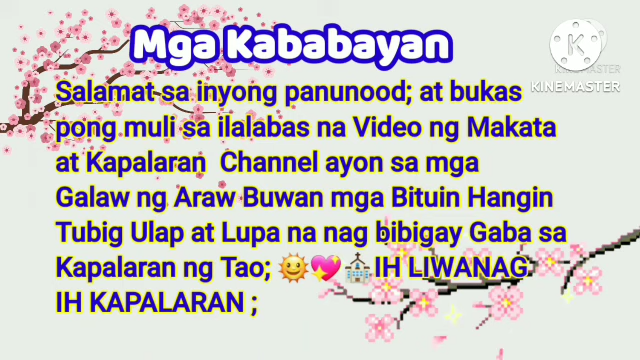 Mga Kababayan
Salamat sa inyong panunood; at bukas
pong muli sa ilalabas na Video ng Makata
at Kapalaran Channel ayon sa mga
Galaw ng Araw Buwan mga Bituin Hangin
Tubig Ulap at Lupa na nag bibigay Gaba sa
Kapalaran ng Tao; 🌞💖⛪IH LIWANAG
IH KAPALARAN ;
K
KINEMASTER
KINEMASTER